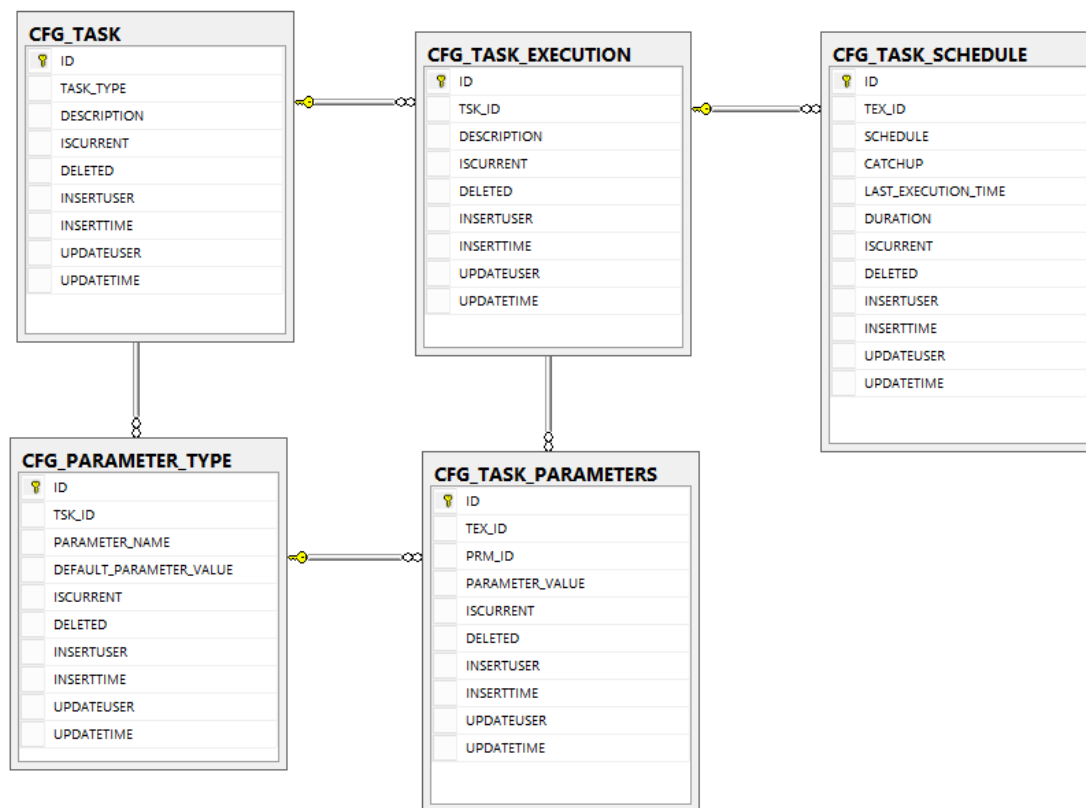 CFG_TASK
ID
TASK_TYPE
DESCRIPTION
ISCURRENT
DELETED
INSERTUSER
INSERTTIME
UPDATEUSER
UPDATETIME
CFG_TASK_EXECUTION
ID
TSK_ID
DESCRIPTION
ISCURRENT
DELETED
INSERTUSER
INSERTTIME
UPDATEUSER
UPDATETIME
CFG_TASK_SCHEDULE
ID
TEX_ID
SCHEDULE
CATCHUP
LAST_EXECUTION_TIME
DURATION
ISCURRENT
DELETED
INSERTUSER
INSERTTIME
UPDATEUSER
UPDATETIME
CFG_PARAMETER_TYPE
ID
TSK_ID
PARAMETER_NAME
DEFAULT_PARAMETER_VALUE
ISCURRENT
DELETED
INSERTUSER
INSERTTIME
UPDATEUSER
UPDATETIME
CFG_TASK_PARAMETERS
ID
TEX_ID
PRM_ID
PARAMETER_VALUE
ISCURRENT
DELETED
INSERTUSER
INSERTTIME
UPDATEUSER
UPDATETIME